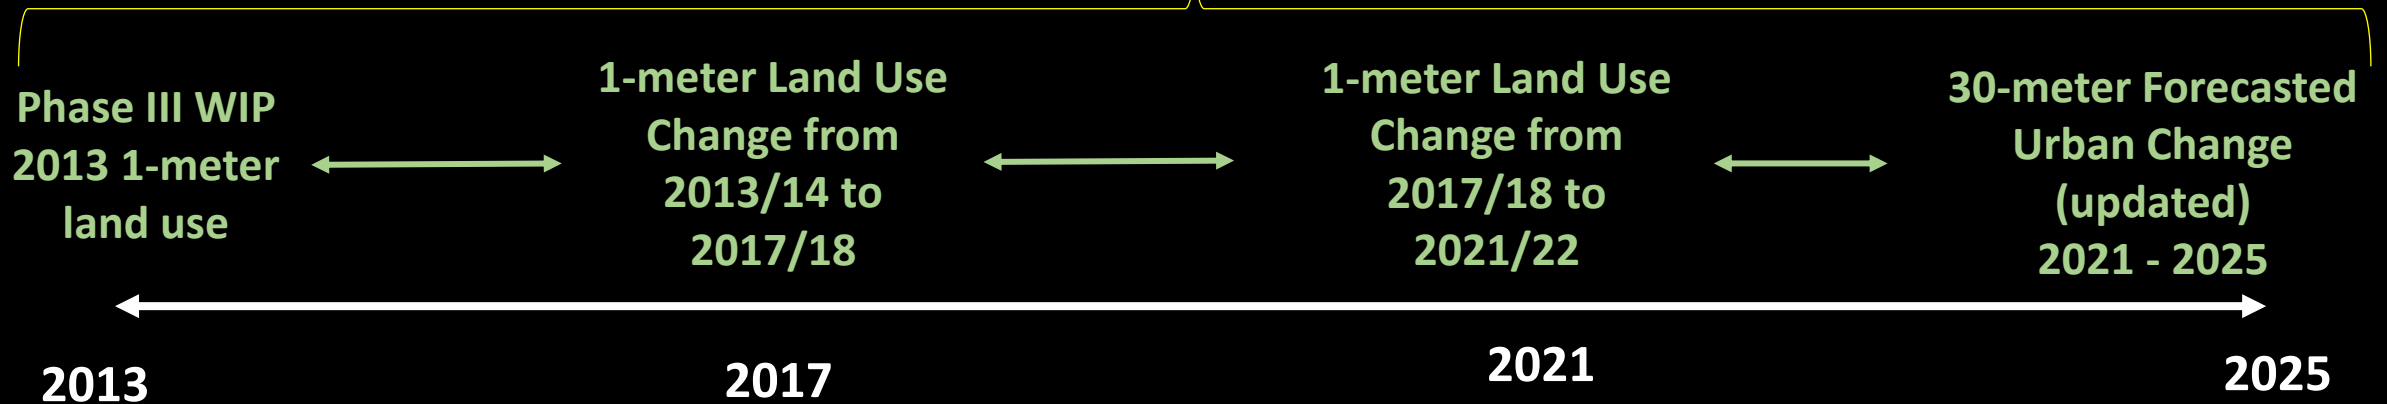 Phase III WIP
2013 1-meter
land use
1-meter Land Use
Change from
2013/14 to
2017/18
1-meter Land Use
Change from
2017/18 to
2021/22
30-meter Forecasted
Urban Change
(updated)
2021 - 2025
2013
2017
2021
2025